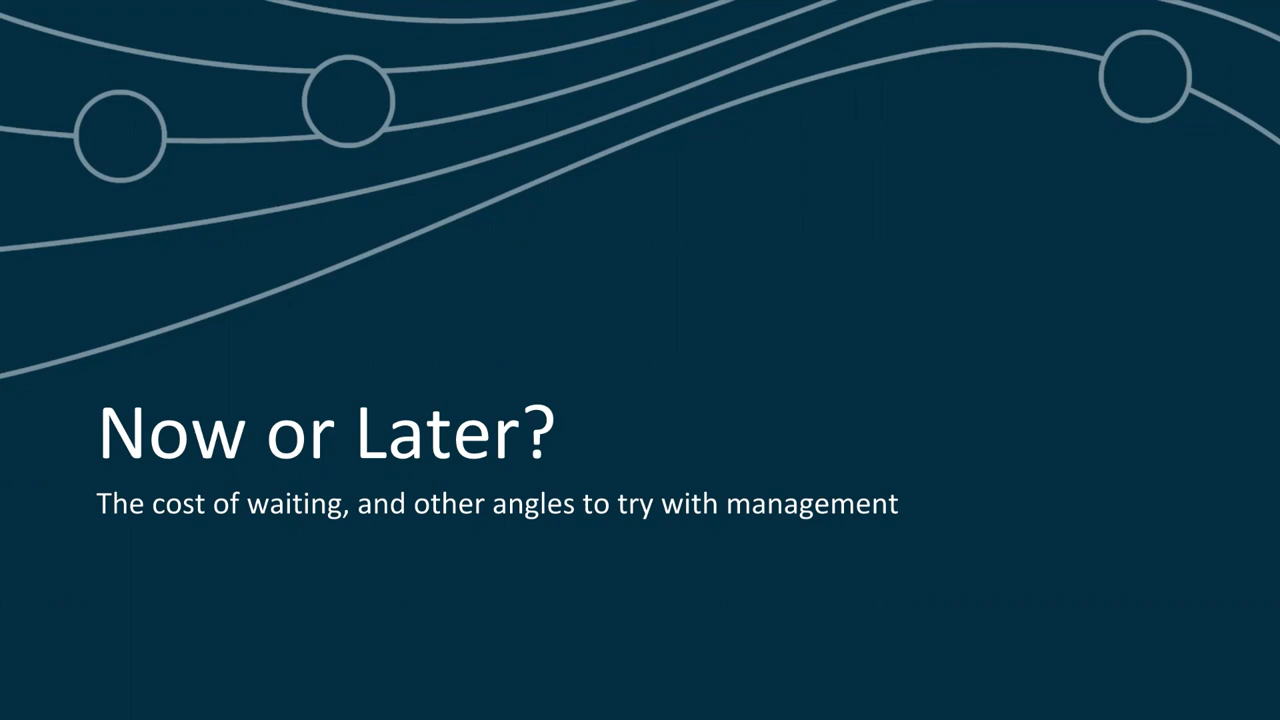 Now or Later?
The cost of waiting, and other angles to try with management